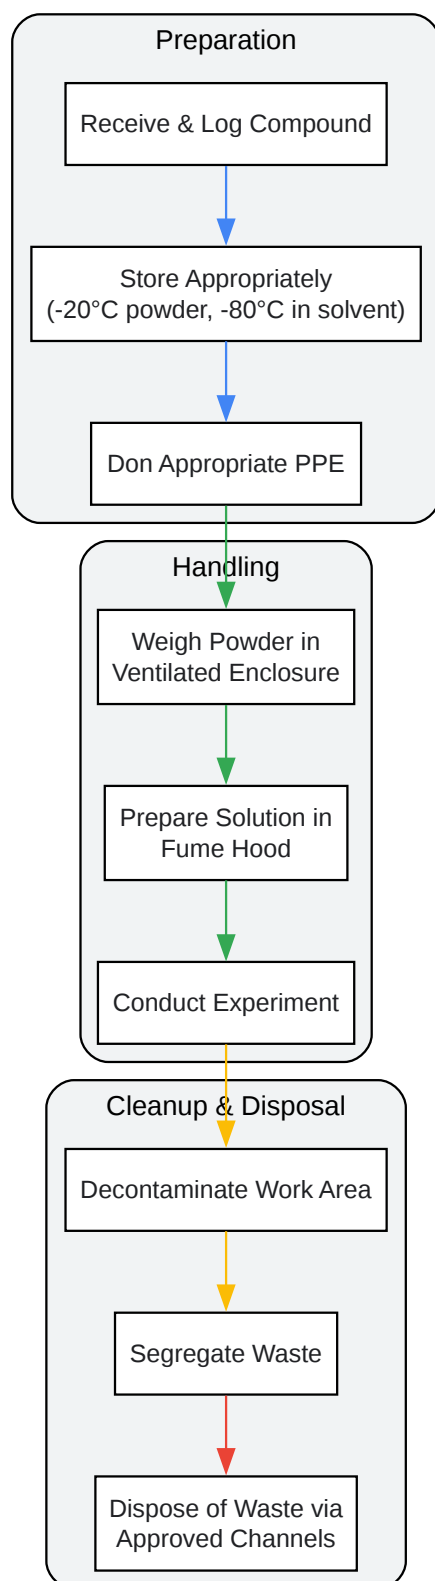 Preparation
Receive & Log Compound
Store Appropriately
(-20°C powder, -80°C in solvent)
Don Appropriate PPE
Handling
Weigh Powder in
Ventilated Enclosure
Prepare Solution in
Fume Hood
Conduct Experiment
Cleanup & Disposal
Decontaminate Work Area
Segregate Waste
Dispose of Waste via
Approved Channels